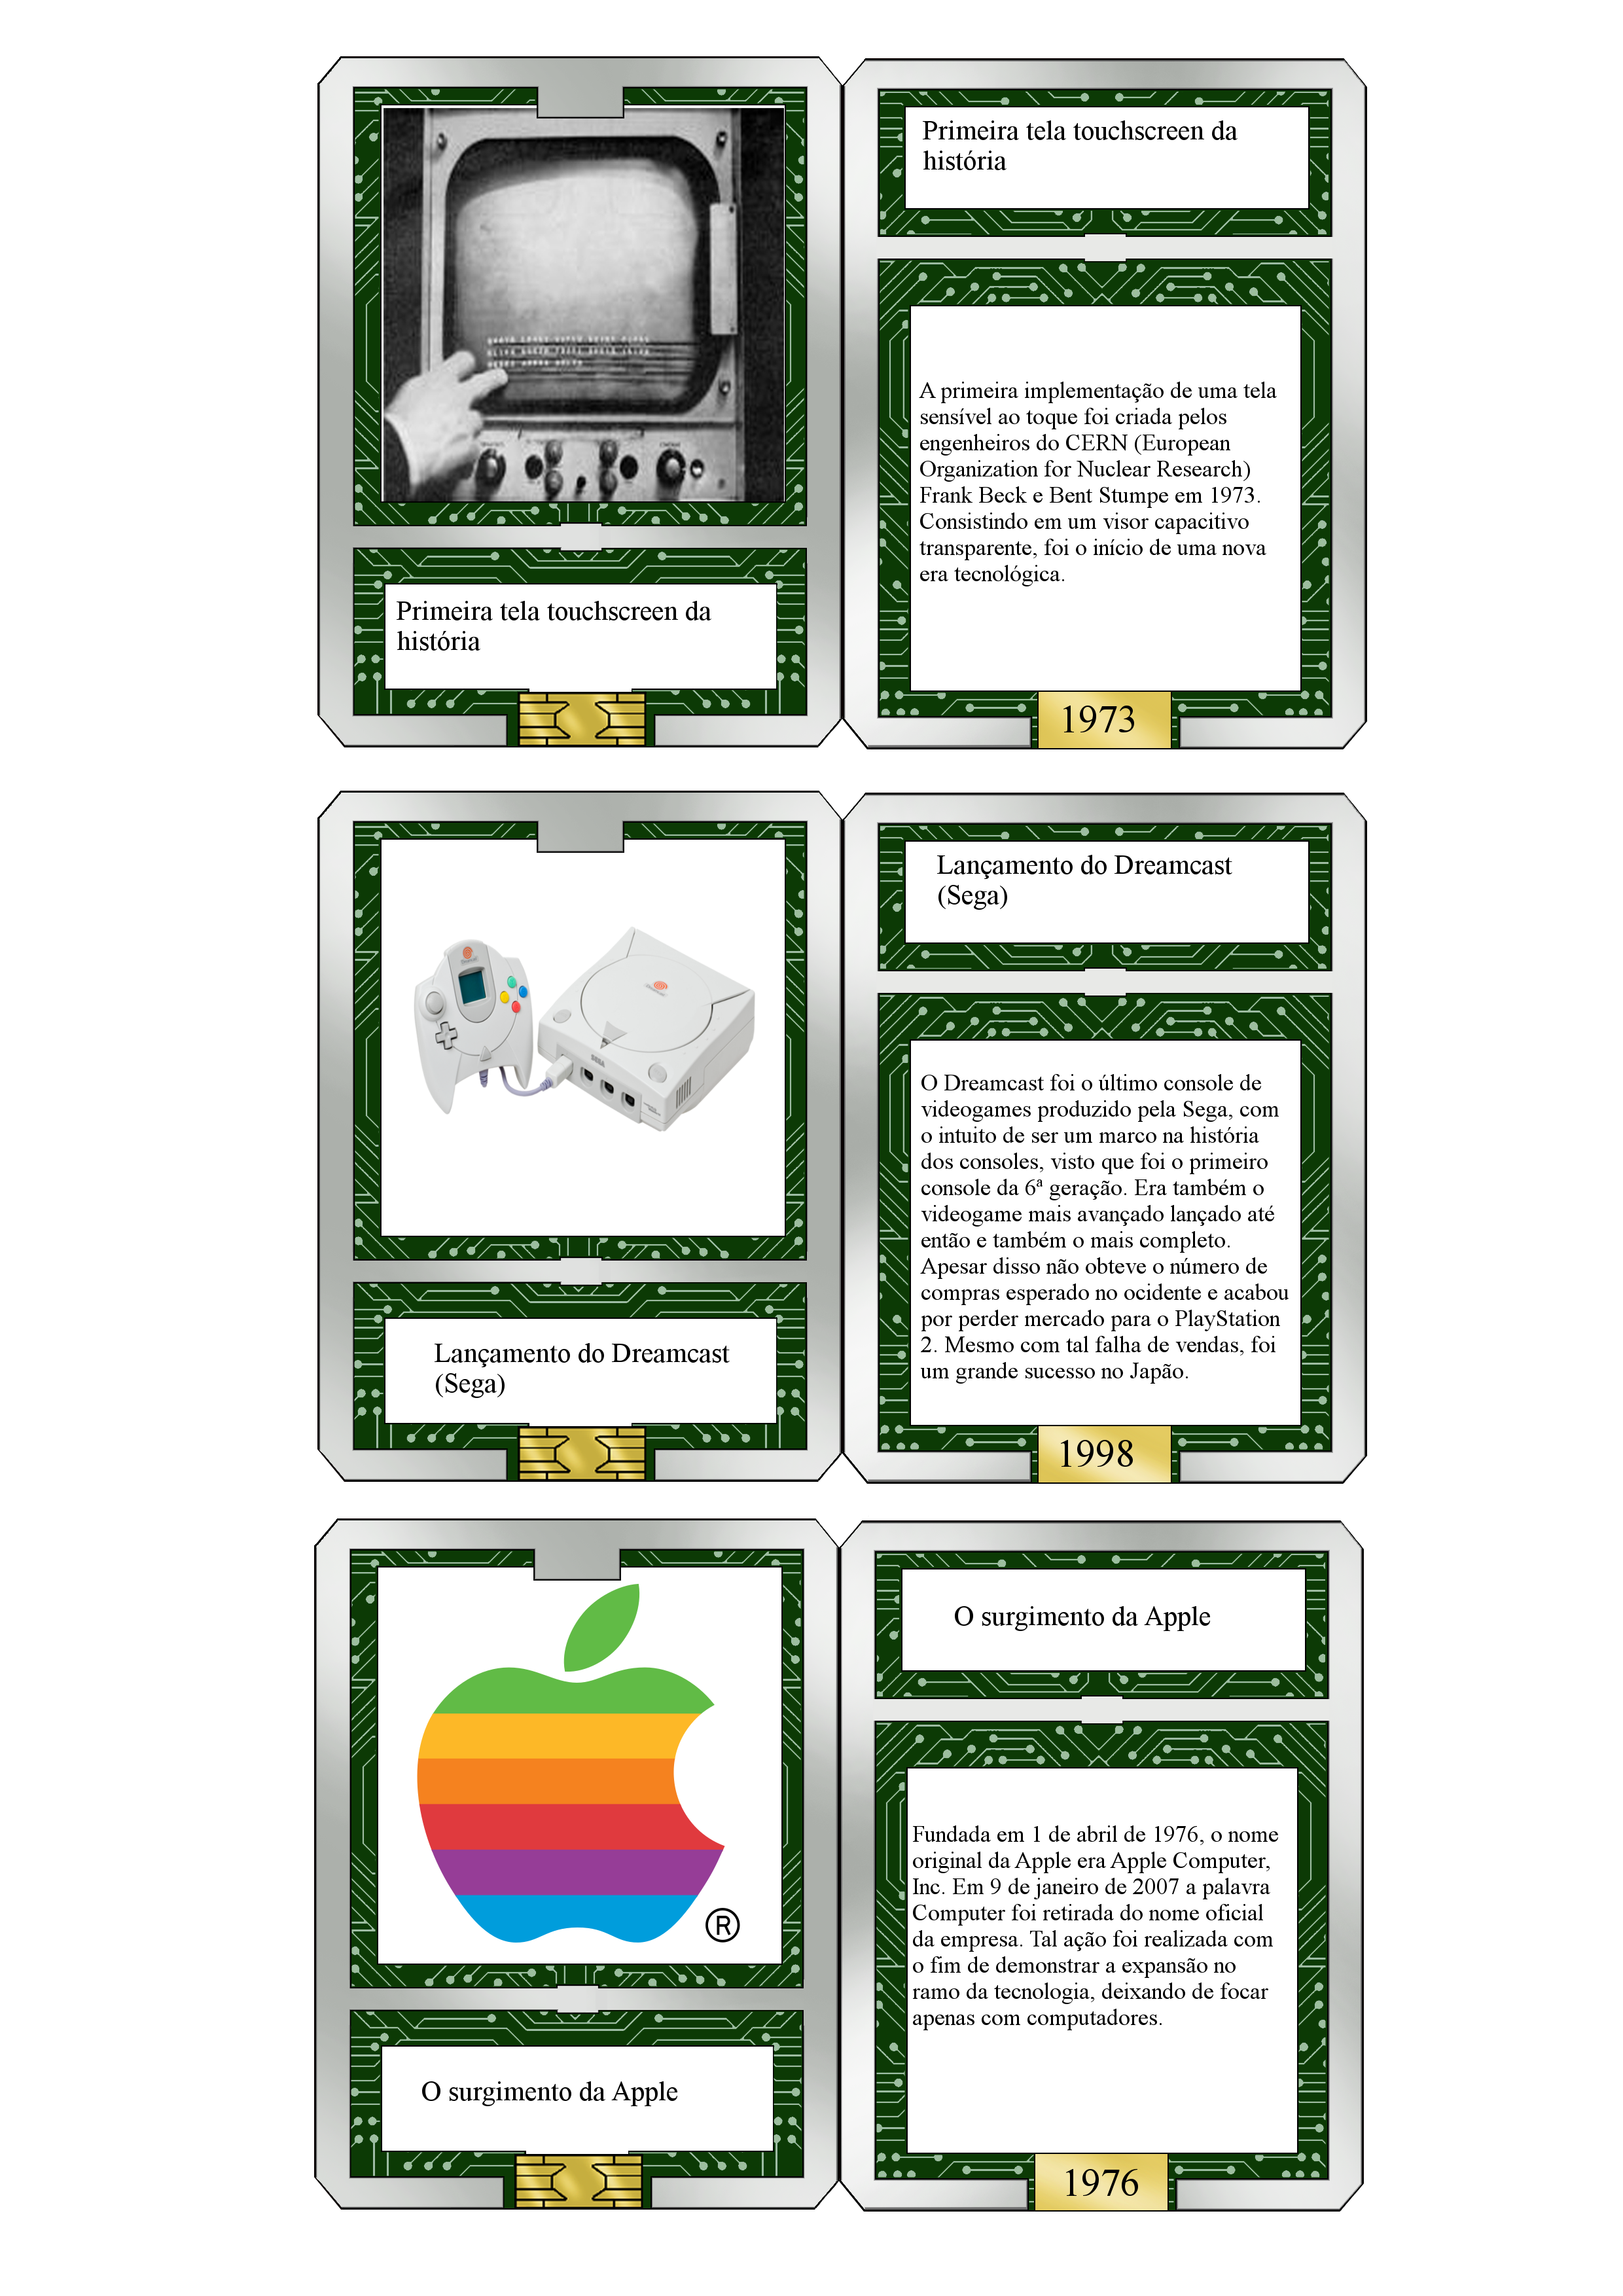 Primeira tela touchscreen da
história
Primeira tela touchscreen da
história
A primeira implementação de uma tela
sensível ao toque foi criada pelos
engenheiros do CERN (European
Organization for Nuclear Research)
Frank Beck e Bent Stumpe em 1973.
Consistindo em um visor capacitivo
transparente, foi o início de uma nova
era tecnológica.
1973
Lançamento do Dreamcast
(Sega)
Lançamento do Dreamcast
(Sega)
O Dreamcast foi o último console de
videogames produzido pela Sega, com
o intuito de ser um marco na história
dos consoles, visto que foi o primeiro
console da 6ª geração. Era também o
videogame mais avançado lançado até
então e também o mais completo.
Apesar disso não obteve o número de
compras esperado no ocidente e acabou
por perder mercado para o PlayStation
2. Mesmo com tal falha de vendas, foi
um grande sucesso no Japão.
1998
®
O surgimento da Apple
O surgimento da Apple
Fundada em 1 de abril de 1976, o nome
original da Apple era Apple Computer,
Inc. Em 9 de janeiro de 2007 a palavra
Computer foi retirada do nome oficial
da empresa. Tal ação foi realizada com
o fim de demonstrar a expansão no
ramo da tecnologia, deixando de focar
apenas com computadores.
1976